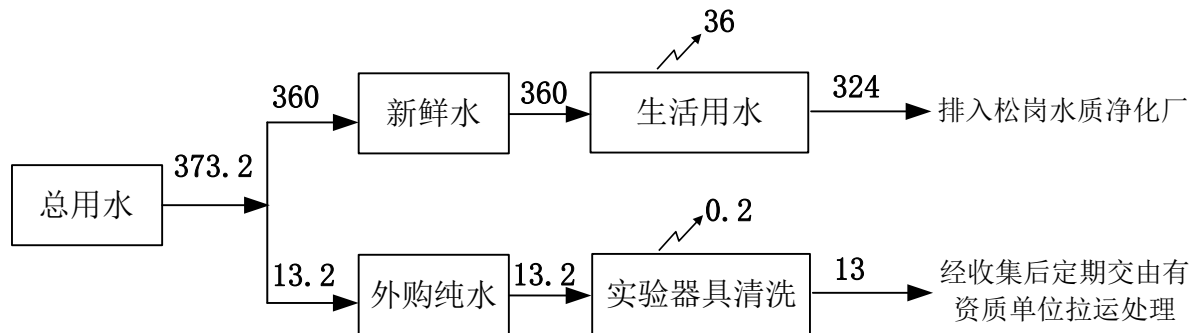 36
360
新鲜水
360
生活用水
324
排入松岗水质净化厂
373.2
总用水
0.2
13.2
外购纯水
13.2
实验器具清洗
13
经收集后定期交由有
资质单位拉运处理